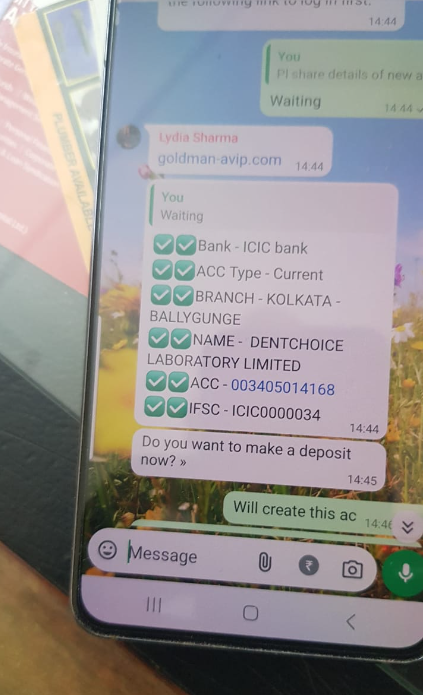 the following link to log in first.
14:44
You
Pl share details of new a
Waiting
14:44
Lydia Sharma
goldman-avip.com 14:44
You
Waiting
✅✅Bank - ICIC bank
✅✅ACC Type - Current
✅✅BRANCH - KOLKATA -
BALLYGUNGE
✅✅NAME - DENTCHOICE
LABORATORY LIMITED
✅✅ACC - 003405014168
✅✅IFSC - ICIC0000034
14:44
Do you want to make a deposit
now? »
14:45
Will create this ac 14:46
Message
PLUMBER AVAILABL